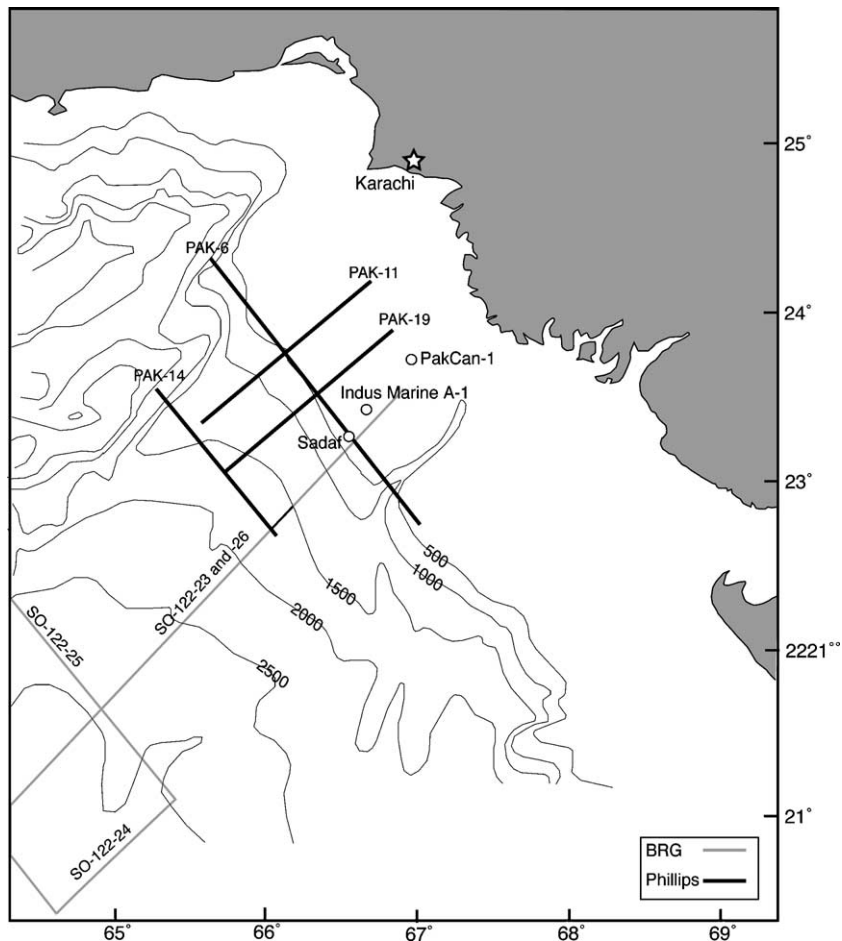 25°
Karachi
PAK-6
PAK-11
24°
PAK-19
PakCan-1
PAK-14
Indus Marine A-1
Sadaf
23°
500
1000
SO-122-23 and -26
1500
2000
SO-122-25
2221°°
2500
21°
SO-122-24
BRG
Phillips
65 66 67 68 69°